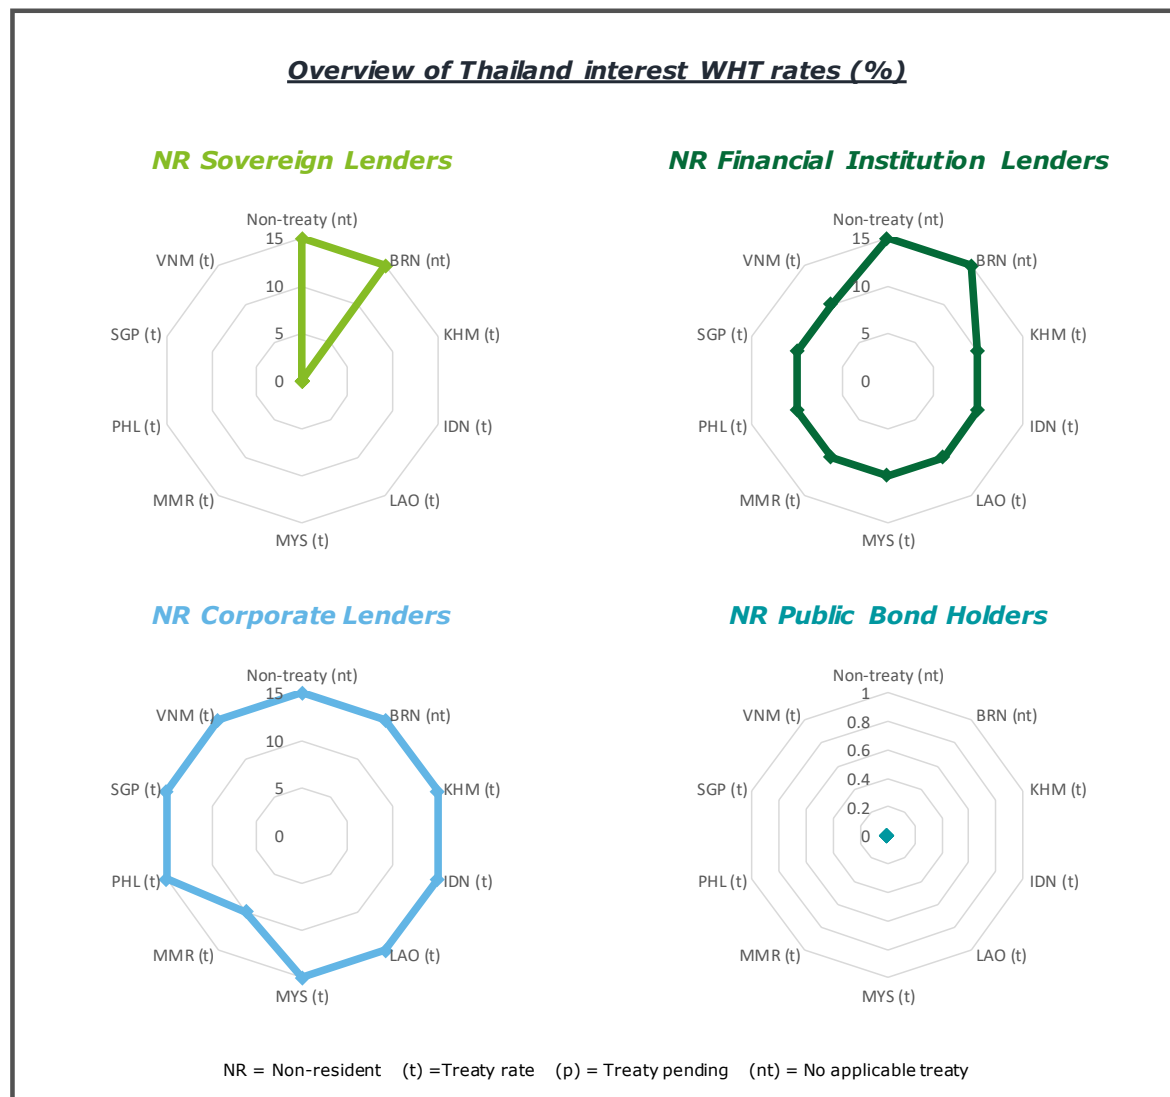 Overview of Thailand interest WHT rates (%)
NR Sovereign Lenders
Non-treaty (nt)
15
BRN (nt)
VNM (t)
10
SGP (t)
KHM (t)
5
0
PHL (t)
IDN (t)
MMR (t)
LAO (t)
MYS (t)
NR Financial Institution Lenders
Non-treaty (nt)
15
BRN (nt)
VNM (t)
10
SGP (t)
KHM (t)
5
0
PHL (t)
IDN (t)
MMR (t)
LAO (t)
MYS (t)
NR Corporate Lenders
Non-treaty (nt)
15
BRN (nt)
VNM (t)
10
SGP (t)
KHM (t)
5
0
PHL (t)
IDN (t)
MMR (t)
LAO (t)
MYS (t)
NR Public Bond Holders
Non-treaty (nt)
1
BRN (nt)
VNM (t)
0.8
0.6
SGP (t)
KHM (t)
0.4
0.2
0
PHL (t)
IDN (t)
MMR (t)
LAO (t)
MYS (t)
NR = Non-resident (t) =Treaty rate (p) = Treaty pending (nt) = No applicable treaty